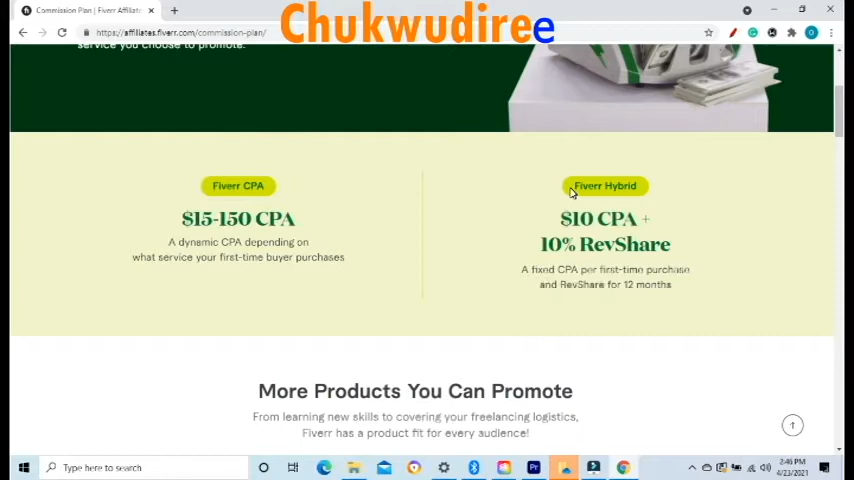 Chukwudiree
Commission Plan | Fiverr Affiliate
https://affiliates.fiverr.com/commission-plan/
service you choose to promote.
Fiverr CPA
$15-150 CPA
A dynamic CPA depending on
what service your first-time buyer purchases
Fiverr Hybrid
$10 CPA +
10% RevShare
A fixed CPA per first-time purchase
and RevShare for 12 months
More Products You Can Promote
From learning new skills to covering your freelancing logistics,
Fiverr has a product fit for every audience!
Type here to search
Pr
2:46 PM
4/23/2021